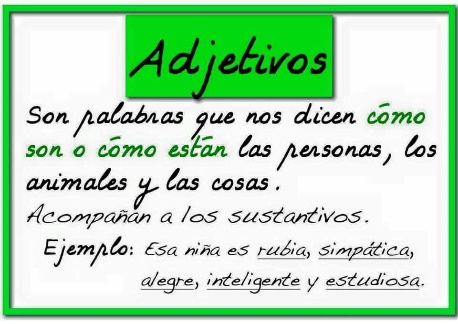 Adjetivos
Son palabras que nos dicen cómo
son o cómo están las personas, los
animales y las cosas.
Acompañan a los sustantivos.
Ejemplo: Esa niña es rubia, simpática,
alegre, inteligente y estudiosa.